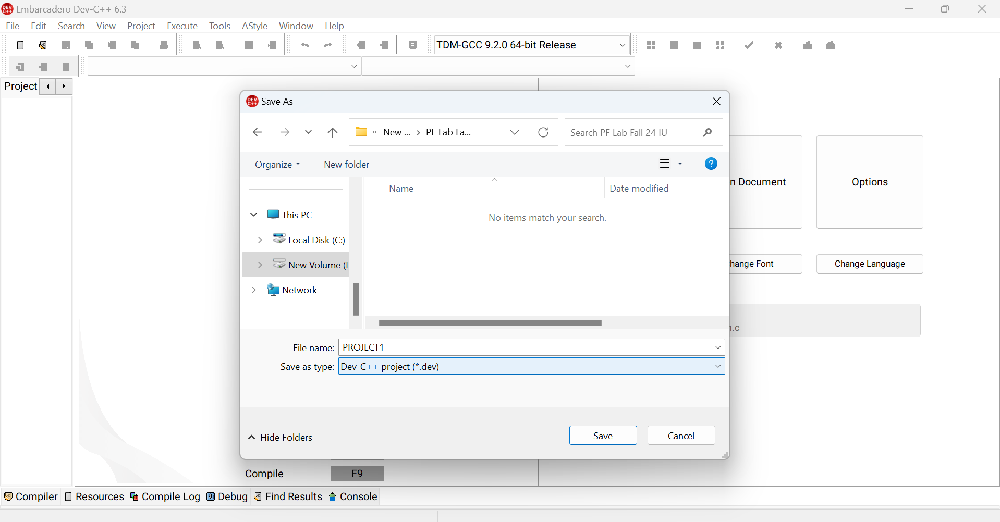 DEV C++ Embarcadero Dev-C++ 6.3
File Edit Search View Project Execute Tools AStyle Window Help
TDM-GCC 9.2.0 64-bit Release
Project
DEV C++ Save As
« New ... > PF Lab Fa...
Search PF Lab Fall 24 IU
Organize New folder
?
Name Date modified
No items match your search.
This PC
Local Disk (C:)
New Volume (D
Network
n Document
Options
hange Font
Change Language
n.c
File name: PROJECT1
Save as type: Dev-C++ project (*.dev)
Hide Folders
Save Cancel
Compile F9
Compiler Resources Compile Log Debug Find Results Console